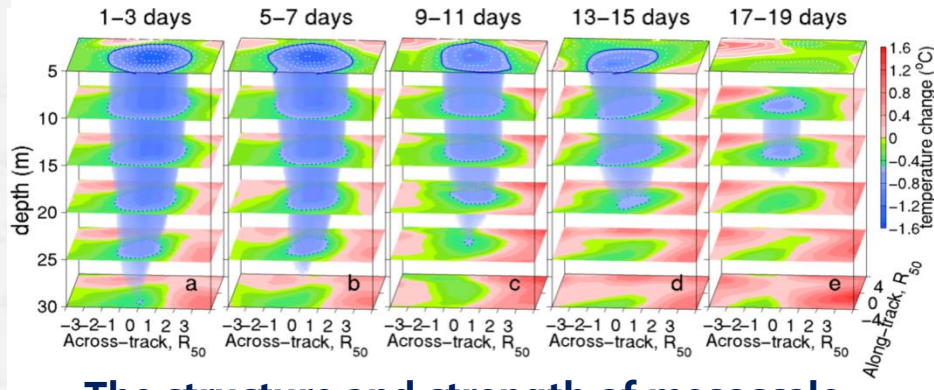 1−3 days 5−7 days 9−11 days 13−15 days 17−19 days
5
10
15
20
25
30
depth (m)
a b c d e
1.6
1.2
0.8
0.4
0
−0.4
−0.8
−1.2
−1.6
temperature change (⁰C)
4
0
−4
Along−track, R₅₀
−3−2−1 0 1 2 3 −3−2−1 0 1 2 3 −3−2−1 0 1 2 3 −3−2−1 0 1 2 3 −3−2−1 0 1 2 3
Across−track, R₅₀ Across−track, R₅₀ Across−track, R₅₀ Across−track, R₅₀ Across−track, R₅₀
The structure and strength of mesoscale